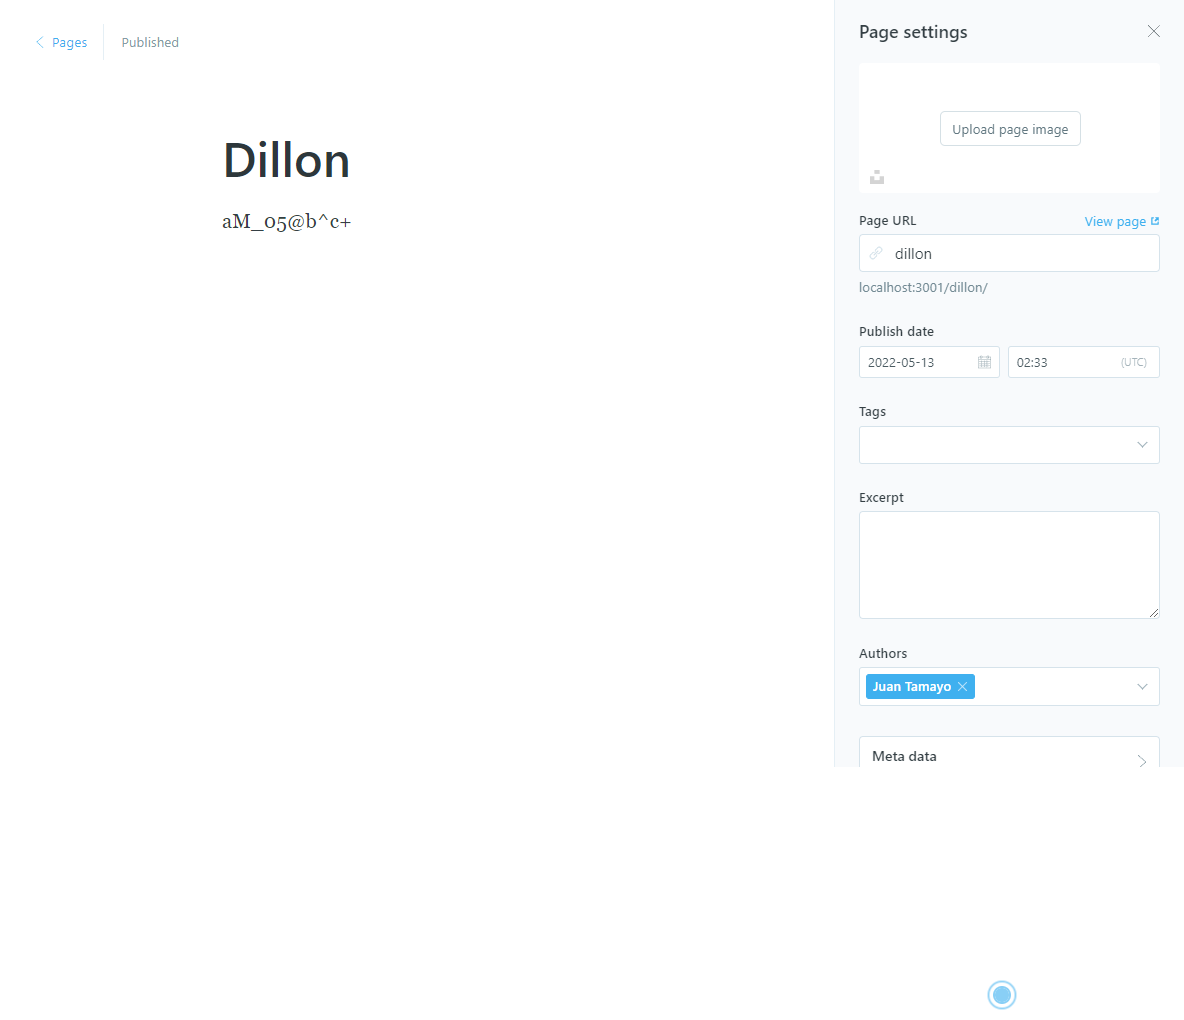 Pages
Published
Dillon
aM_05@b^c+
Page settings
Upload page image
Page URL
View page
dillon
localhost:3001/dillon/
Publish date
2022-05-13
02:33
(UTC)
Tags
Excerpt
Authors
Juan Tamayo
Meta data